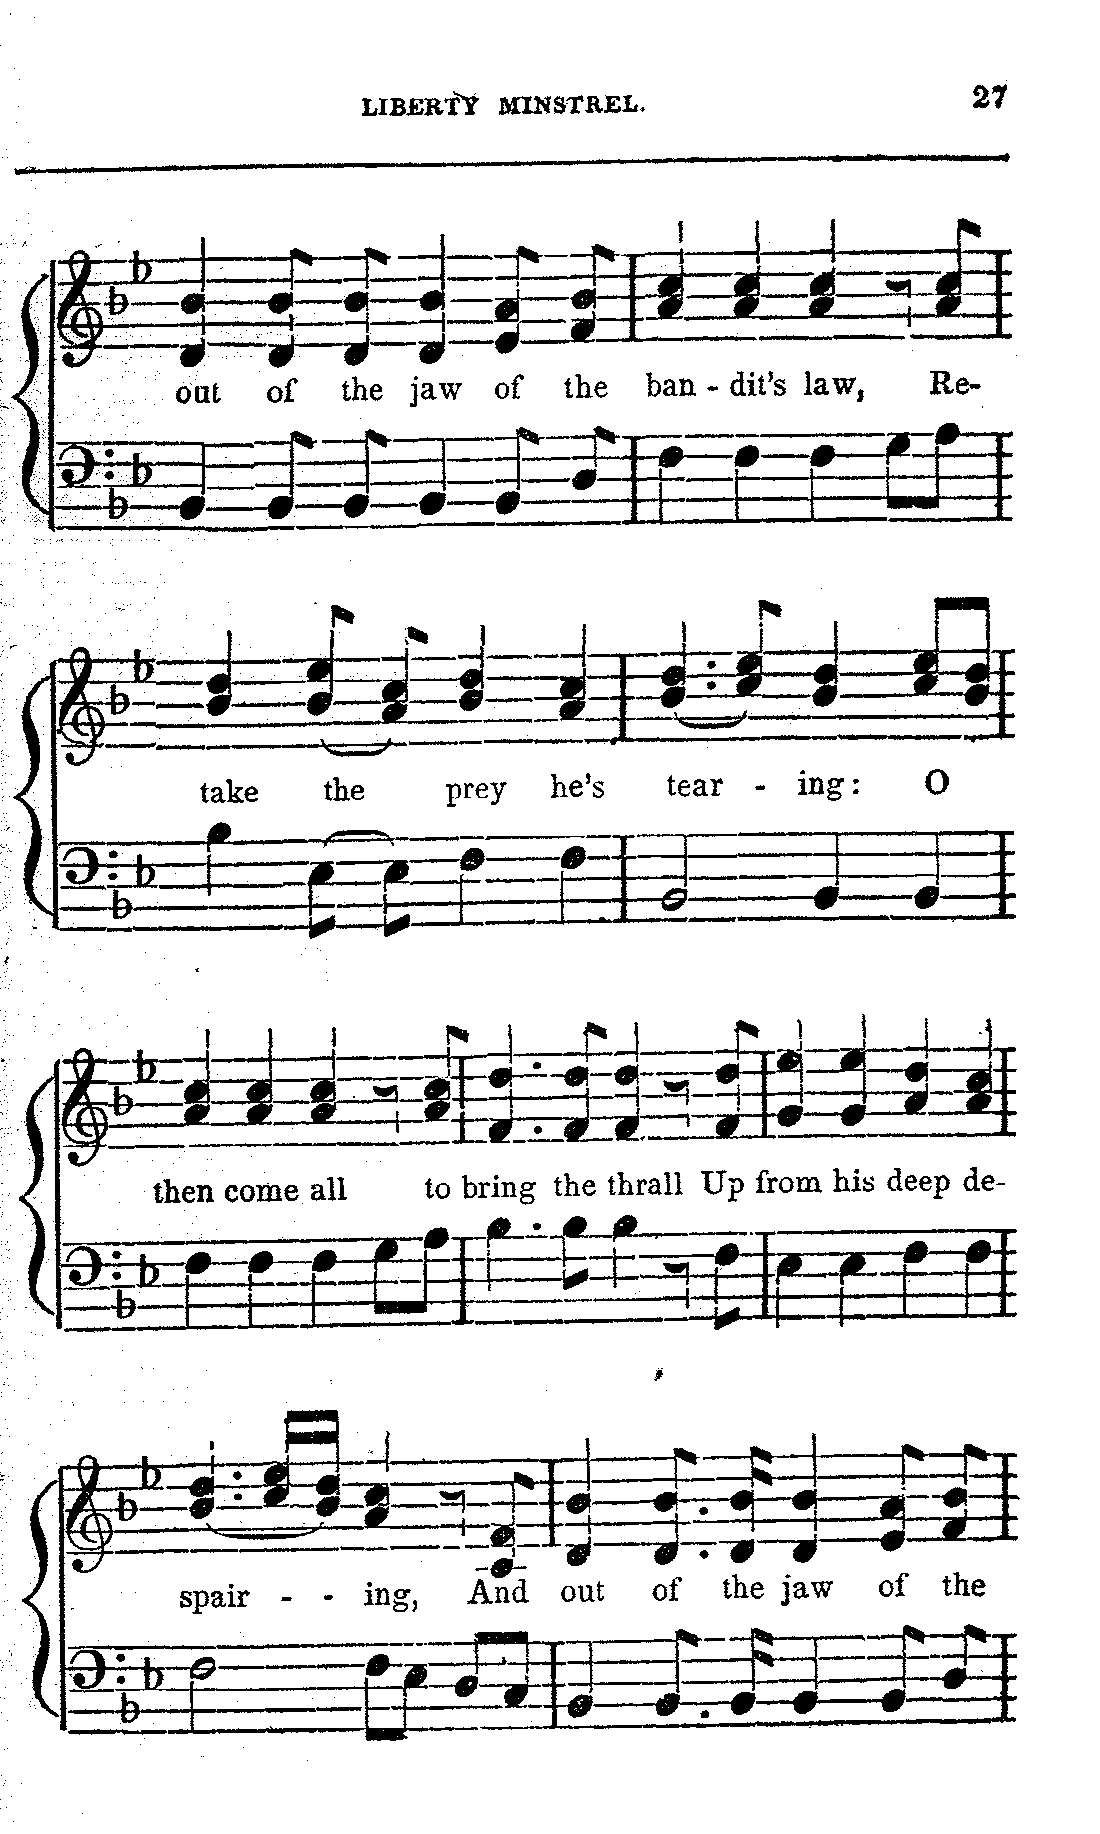 LIBERTY MINSTREL. 27
out of the jaw of the ban - dit's law, Re-
take the prey he's tear - ing: O
then come all to bring the thrall Up from his deep de-
spair - - ing, And out of the jaw of the